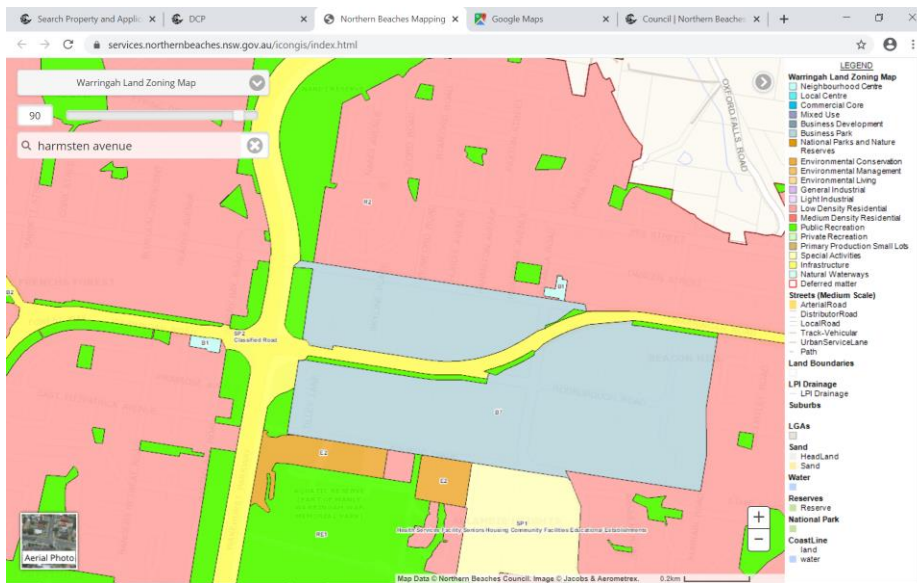 Search Property and Applic
DCP
Northern Beaches Mapping
Google Maps
Council | Northern Beaches
services.northernbeaches.nsw.gov.au/icongis/index.html
Warringah Land Zoning Map
90
harmsten avenue
OXFORD FALLS ROAD
R2
B1
B2
SP2
Classified Road
B1
B7
E2
E2
RE1
SP1
Health Services Facility Seniors Housing Community Facilities Educational Establishments
Aerial Photo
+
−
Map Data © Northern Beaches Council. Image © Jacobs & Aerometrex.
0.2km
LEGEND
Warringah Land Zoning Map
Neighbourhood Centre
Local Centre
Commercial Core
Mixed Use
Business Development
Business Park
National Parks and Nature
Reserves
Environmental Conservation
Environmental Management
Environmental Living
General Industrial
Light Industrial
Low Density Residential
Medium Density Residential
Public Recreation
Private Recreation
Primary Production Small Lots
Special Activities
Infrastructure
Natural Waterways
Deferred matter
Streets (Medium Scale)
ArterialRoad
DistributorRoad
LocalRoad
Track-Vehicular
UrbanServiceLane
Path
Land Boundaries
LPI Drainage
LPI Drainage
Suburbs
LGAs
Sand
HeadLand
Sand
Water
Reserves
Reserve
National Park
CoastLine
land
water